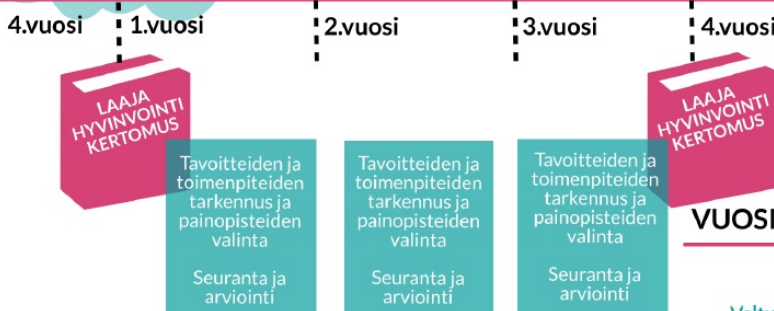 4.vuosi
1.vuosi
2.vuosi
3.vuosi
4.vuosi
LAAJA
HYVINVOINTI
KERTOMUS
Tavoitteiden ja
toimenpiteiden
tarkennus ja
painopisteiden
valinta
Seuranta ja
arviointi
Tavoitteiden ja
toimenpiteiden
tarkennus ja
painopisteiden
valinta
Seuranta ja
arviointi
Tavoitteiden ja
toimenpiteiden
tarkennus ja
painopisteiden
valinta
Seuranta ja
arviointi
LAAJA
HYVINVOINTI
KERTOMUS
VUOSI